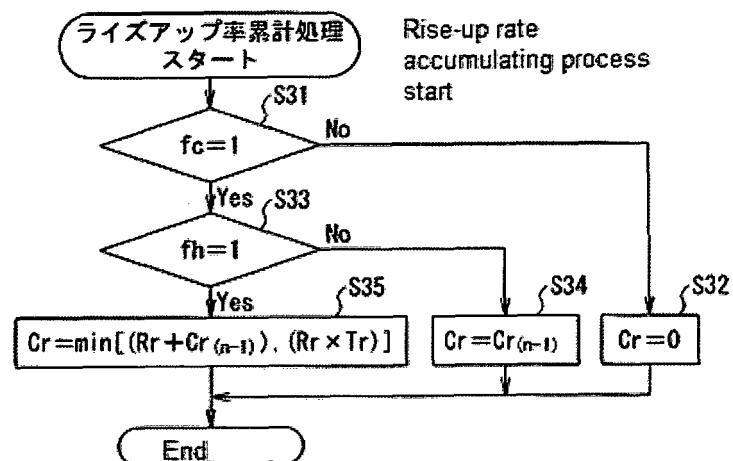 ライズアップ率累計処理
スタート
Rise-up rate
accumulating process
start
S31
fc=1
No
Yes
S33
fh=1
No
Yes
S35
S34
S32
Cr=min[(Rr+Cr(n-1)), (Rr×Tr)]
Cr=Cr(n-1)
Cr=0
End